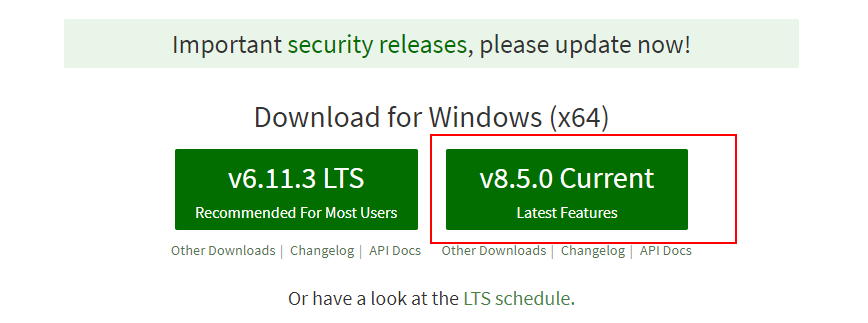 Important security releases, please update now!
Download for Windows (x64)
v6.11.3 LTS
Recommended For Most Users
v8.5.0 Current
Latest Features
Other Downloads | Changelog | API Docs
Other Downloads | Changelog | API Docs
Or have a look at the LTS schedule.